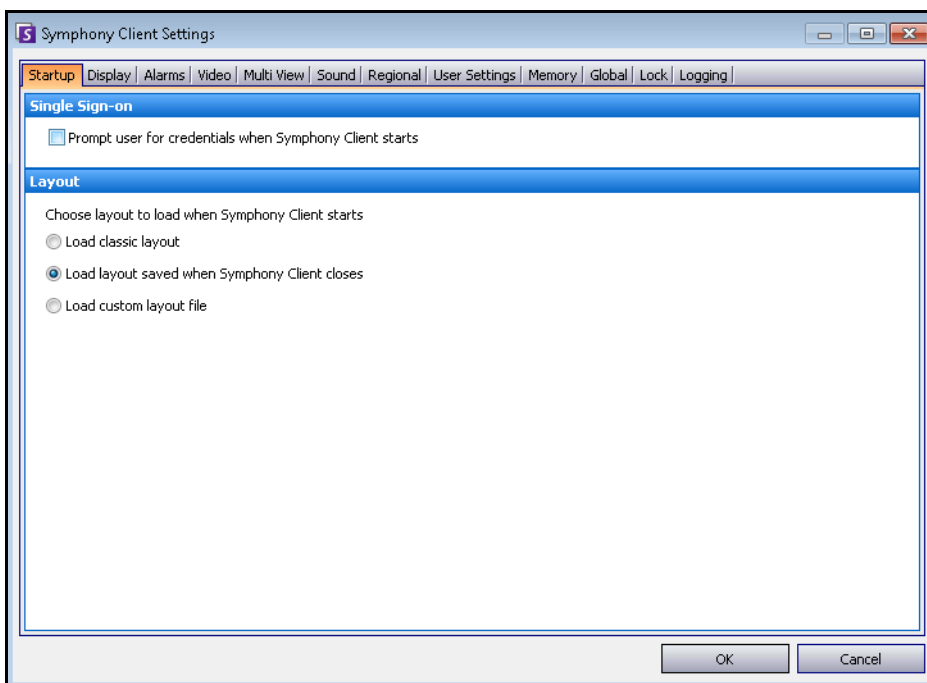 Symphony Client Settings
Startup Display Alarms Video Multi View Sound Regional User Settings Memory Global Lock Logging
Single Sign-on
Prompt user for credentials when Symphony Client starts
Layout
Choose layout to load when Symphony Client starts
Load classic layout
Load layout saved when Symphony Client closes
Load custom layout file
OK Cancel